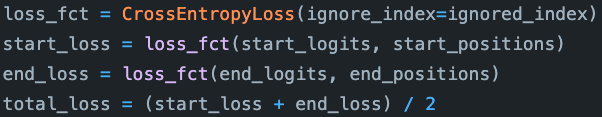 loss_fct = CrossEntropyLoss(ignore_index=ignored_index)
start_loss = loss_fct(start_logits, start_positions)
end_loss = loss_fct(end_logits, end_positions)
total_loss = (start_loss + end_loss) / 2